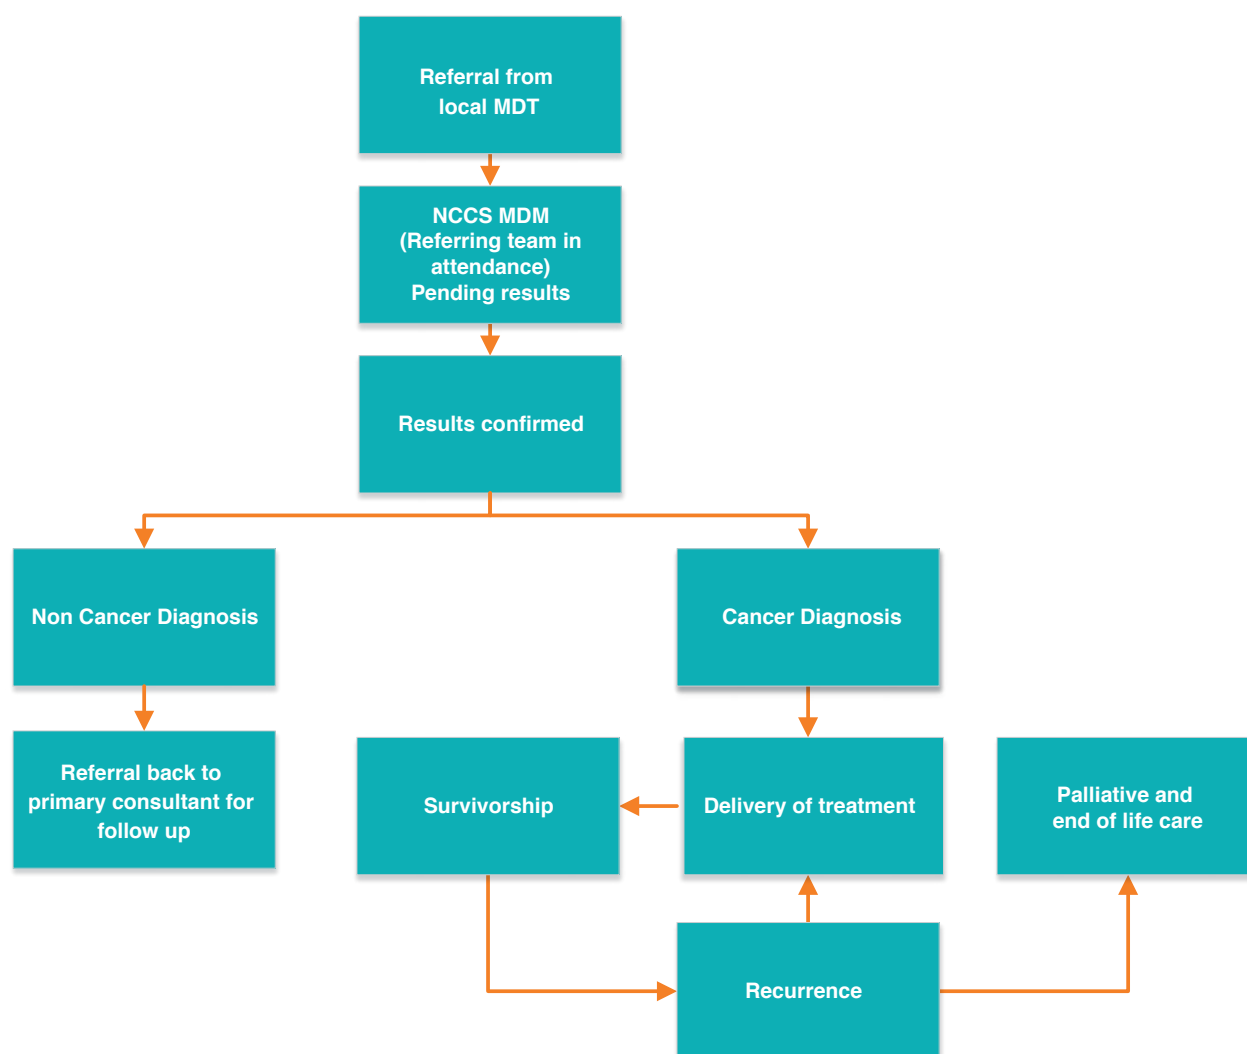 Referral from
local MDT
NCCS MDM
(Referring team in
attendance)
Pending results
Results confirmed
Non Cancer Diagnosis
Cancer Diagnosis
Referral back to
primary consultant for
follow up
Survivorship
Delivery of treatment
Palliative and
end of life care
Recurrence